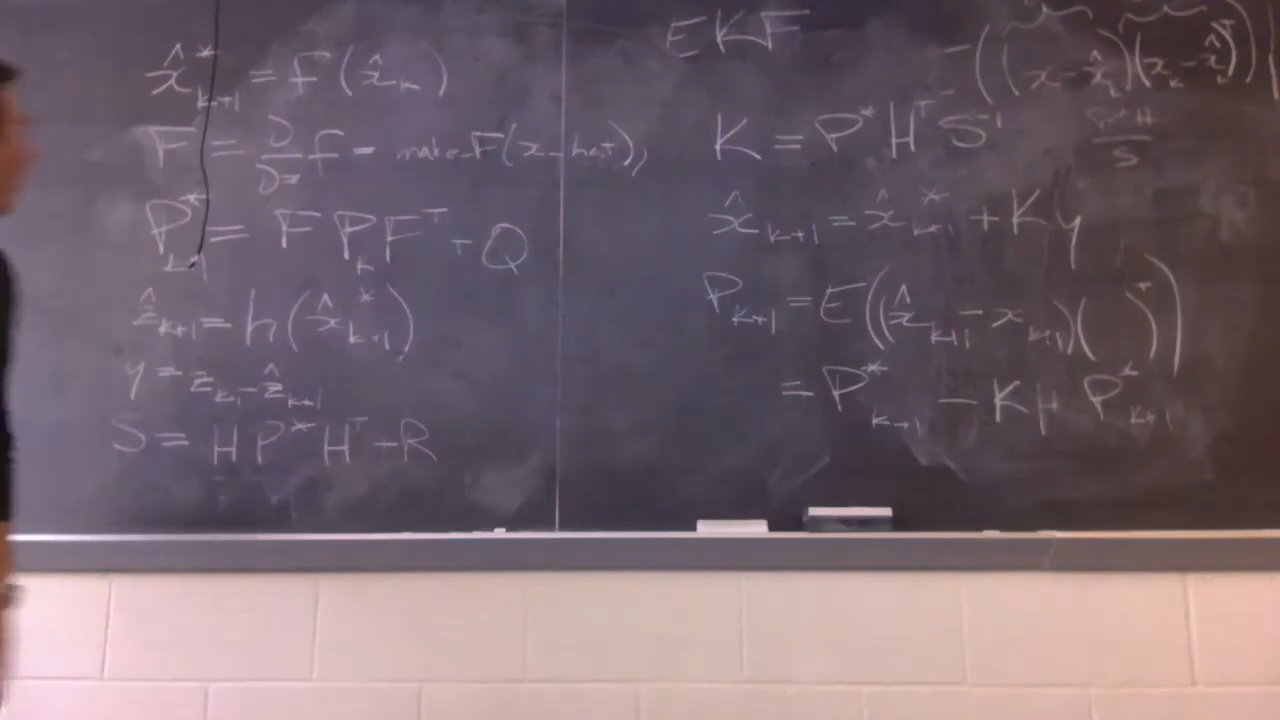 x̂*ₖ₊₁ = f(x̂ₖ)
F = D/Dx f = make_F(x_hat);
P*ₖ₊₁ = F Pₖ Fᵀ + Q
ẑₖ₊₁ = h(x̂*ₖ₊₁)
y = zₖ₊₁ - ẑₖ₊₁
S = H P* Hᵀ + R
EKF
K = P* Hᵀ S⁻¹
x̂ₖ₊₁ = x̂*ₖ₊₁ + K y
Pₖ₊₁ = E((x̂ₖ₊₁ - xₖ₊₁)( )ᵀ)
= P*ₖ₊₁ - K H P*ₖ₊₁